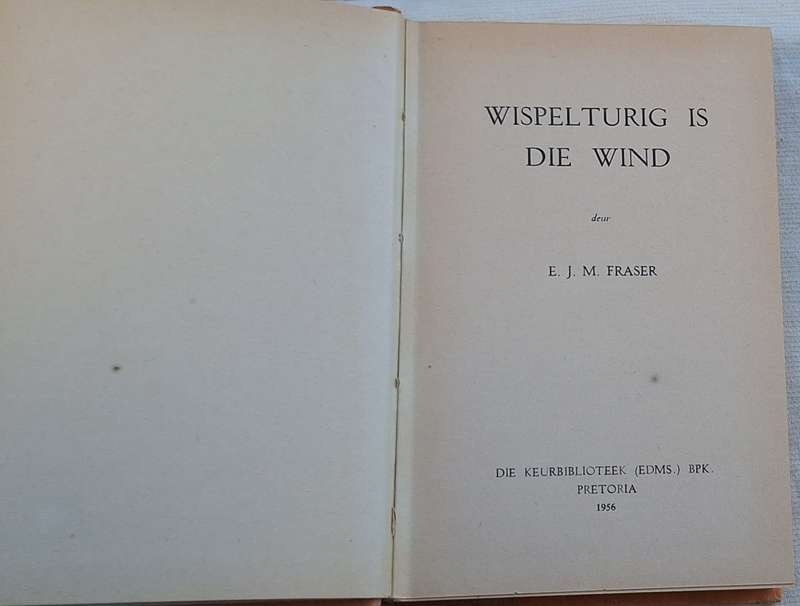 WISPELTURIG IS
DIE WIND
deur
E. J. M. FRASER
DIE KEURBIBLIOTEEK (EDMS.) BPK.
PRETORIA
1956